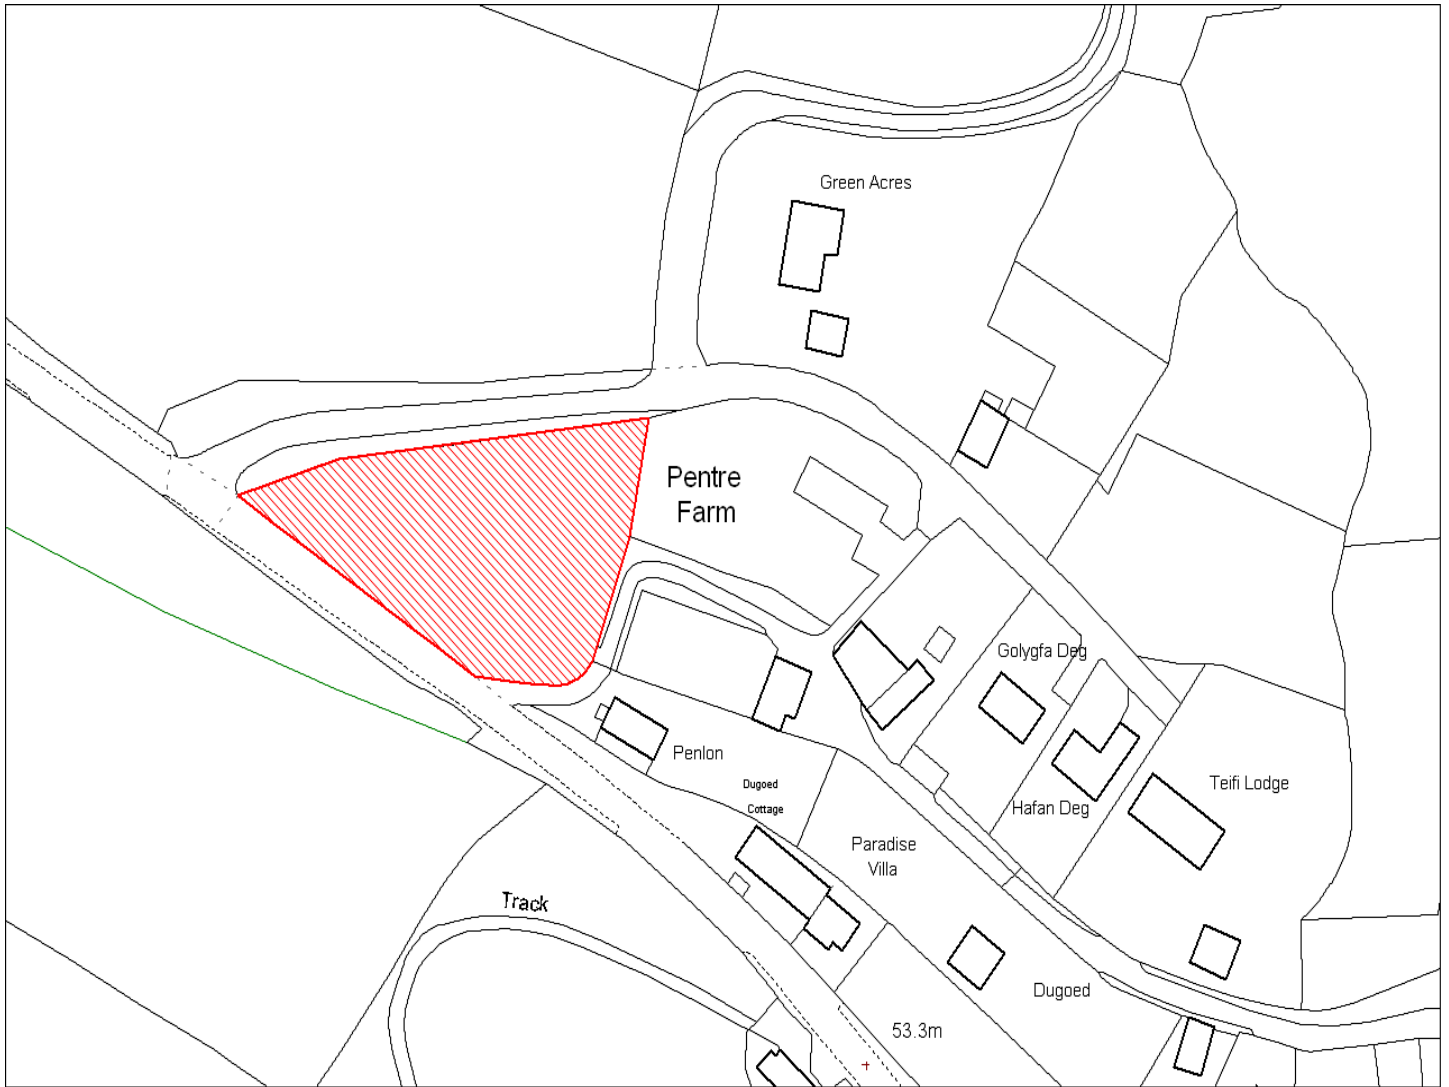 Green Acres
Pentre
Farm
Golygfa Deg
Penlon
Teifi Lodge
Dugoed
Cottage
Hafan Deg
Paradise
Villa
Track
Dugoed
53.3m